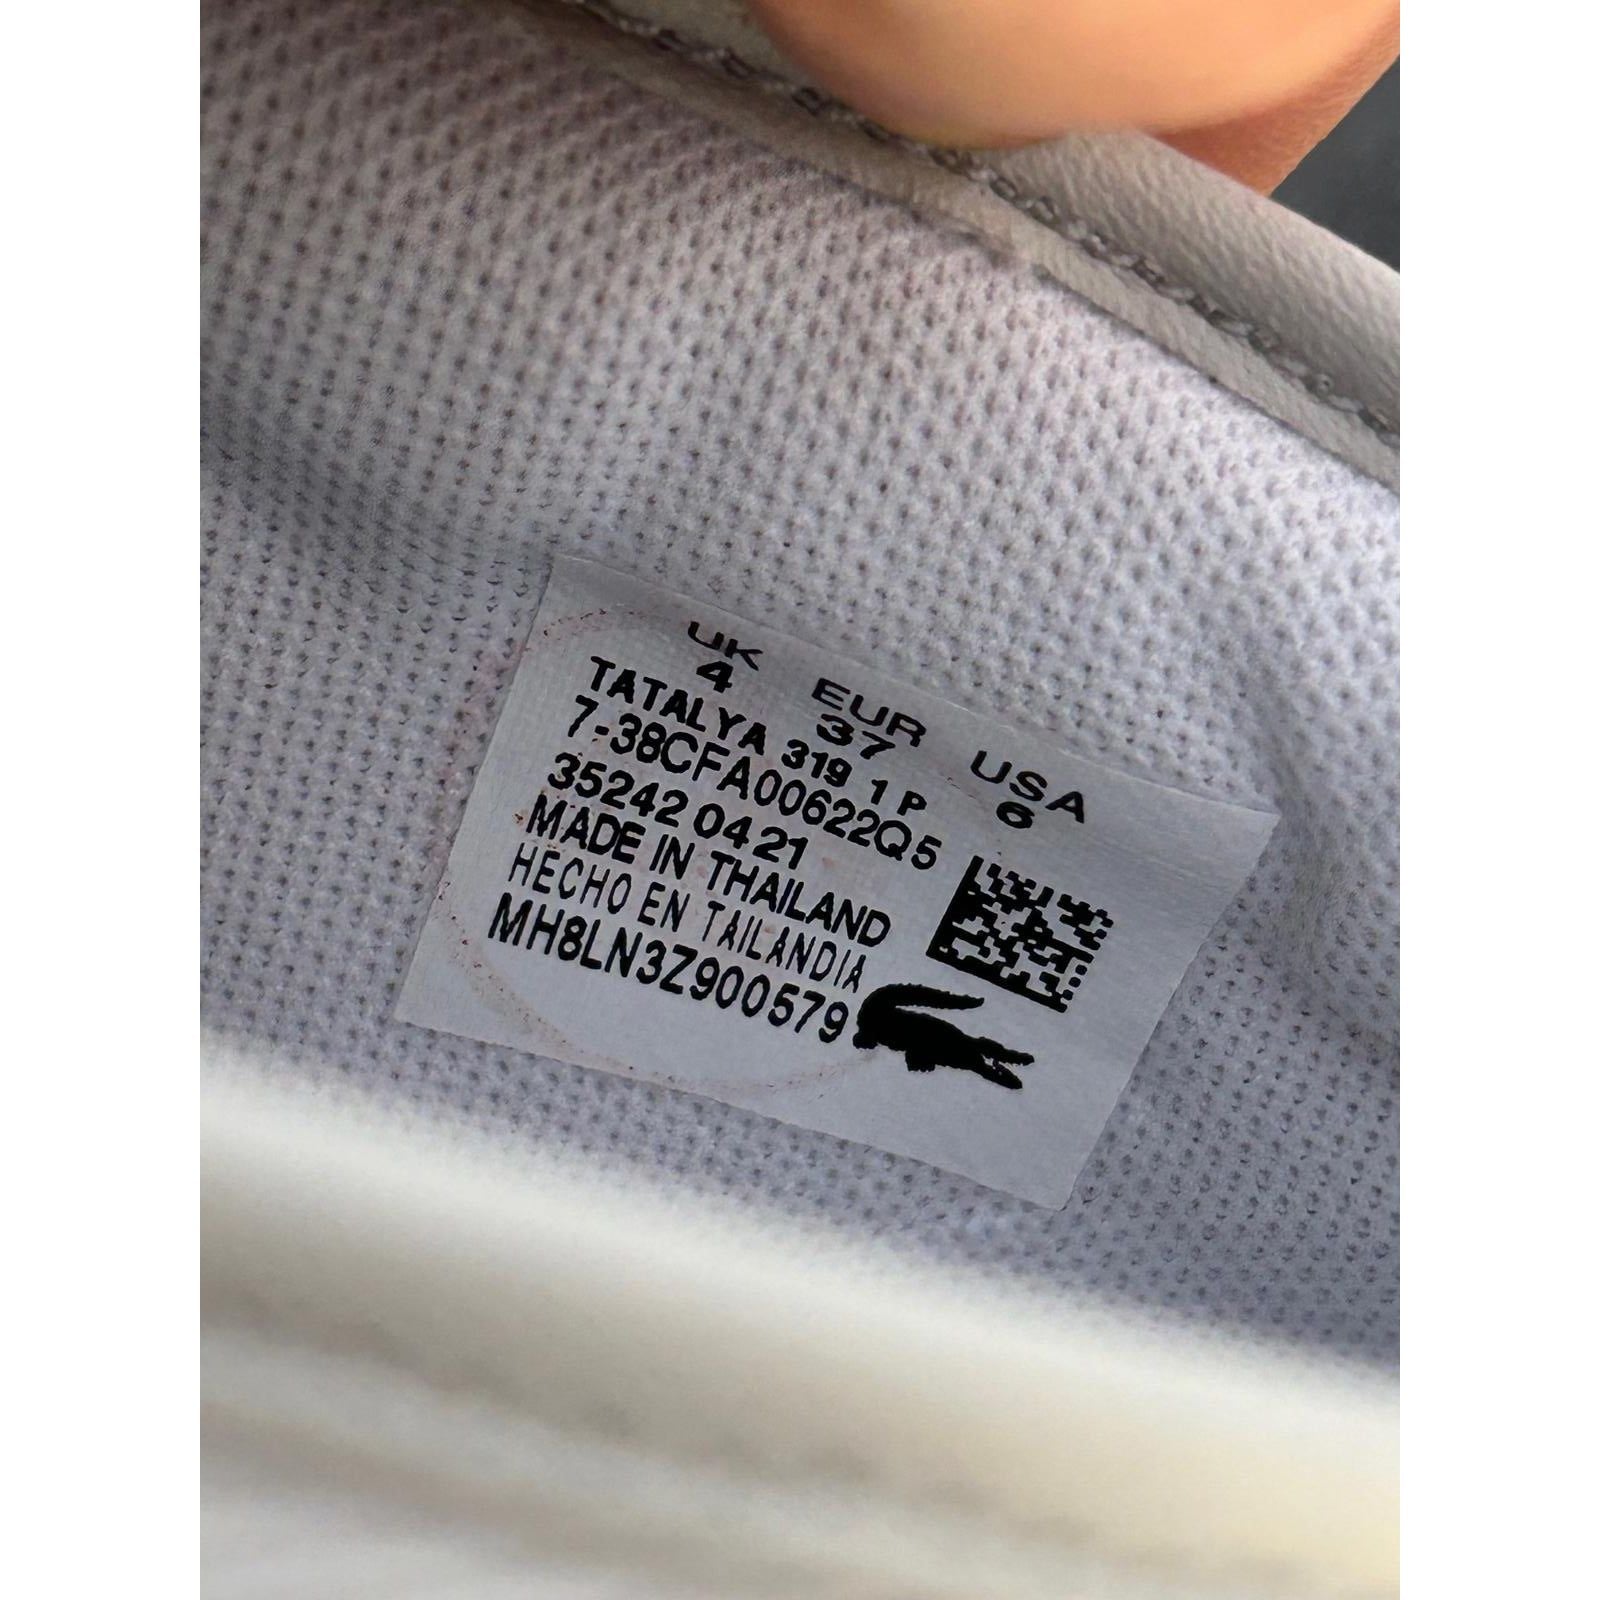 UK EUR USA
4 37 6
TATALYA 319 1 P
7-38CFA00622Q5
35242 04 21
MADE IN THAILAND
HECHO EN TAILANDIA
MH8LN3Z900579